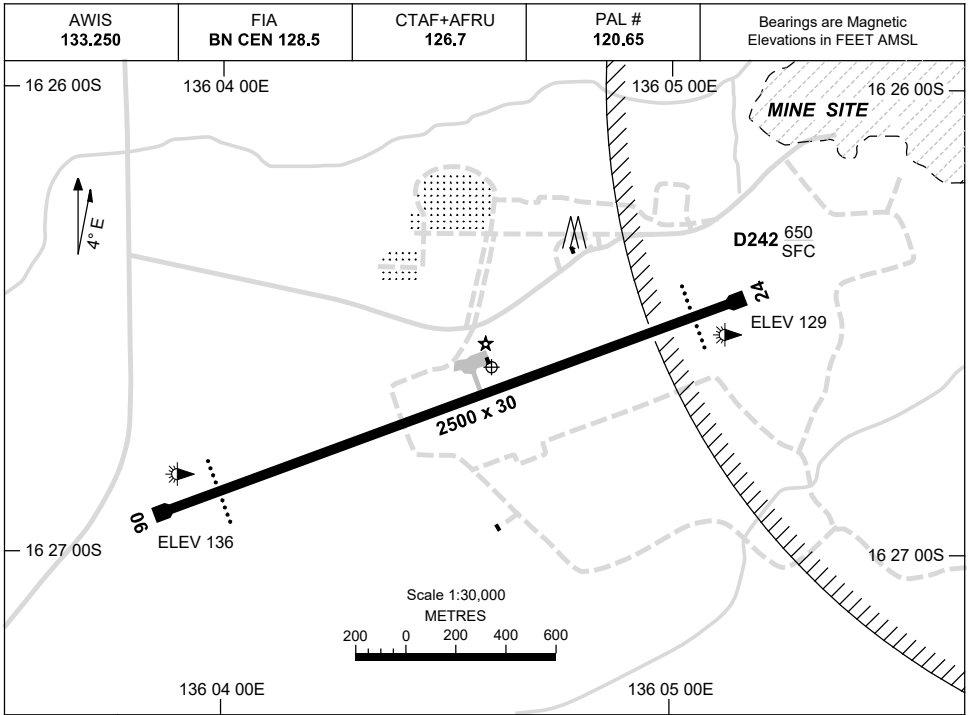 AWIS
133.250
FIA
BN CEN 128.5
CTAF+AFRU
126.7
PAL #
120.65
Bearings are Magnetic
Elevations in FEET AMSL
16 26 00S
136 04 00E
136 05 00E
16 26 00S
MINE SITE
4° E
D242 650
SFC
24
ELEV 129
2500 x 30
06
ELEV 136
16 27 00S
16 27 00S
Scale 1:30,000
METRES
200 0 200 400 600
136 04 00E
136 05 00E